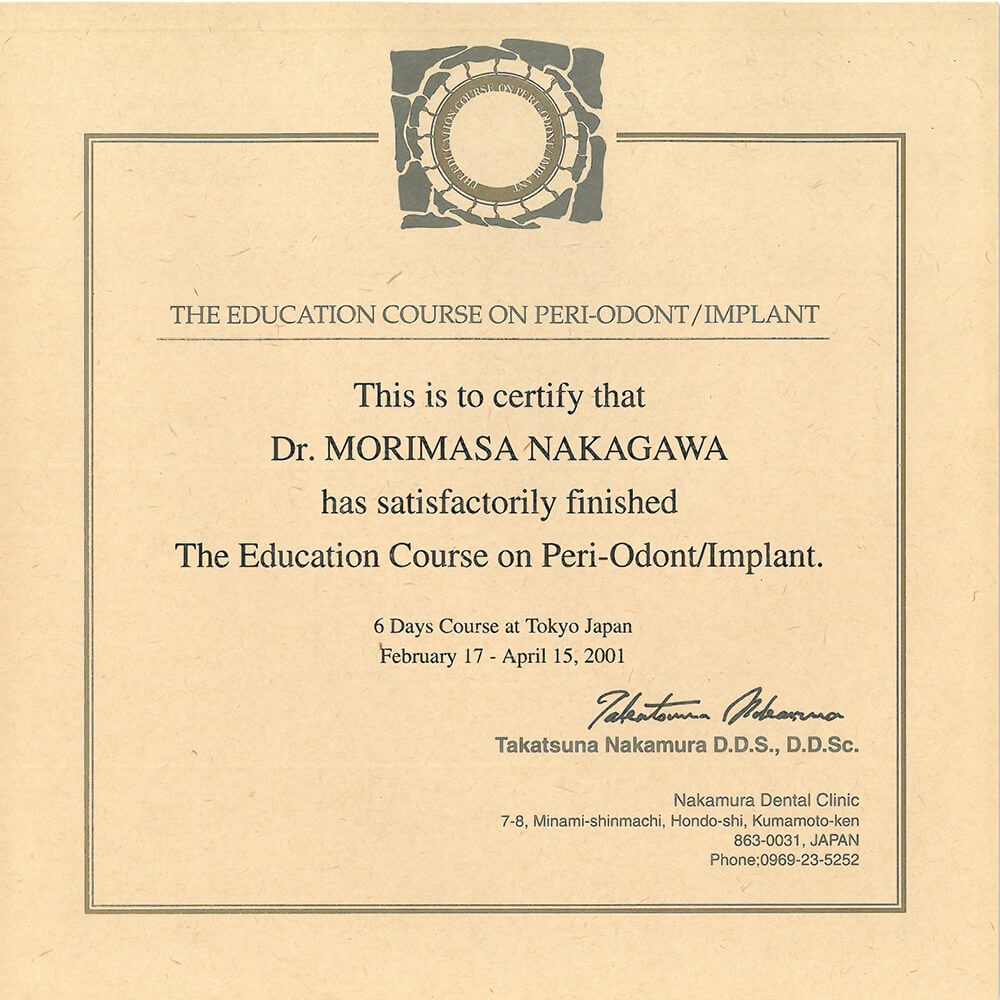 THE EDUCATION COURSE ON PERI-ODONT/IMPLANT
THE EDUCATION COURSE ON PERI-ODONT/IMPLANT
This is to certify that
Dr. MORIMASA NAKAGAWA
has satisfactorily finished
The Education Course on Peri-Odont/Implant.
6 Days Course at Tokyo Japan
February 17 - April 15, 2001
Takatsuna Nakamura
Takatsuna Nakamura D.D.S., D.D.Sc.
Nakamura Dental Clinic
7-8, Minami-shinmachi, Hondo-shi, Kumamoto-ken
863-0031, JAPAN
Phone;0969-23-5252